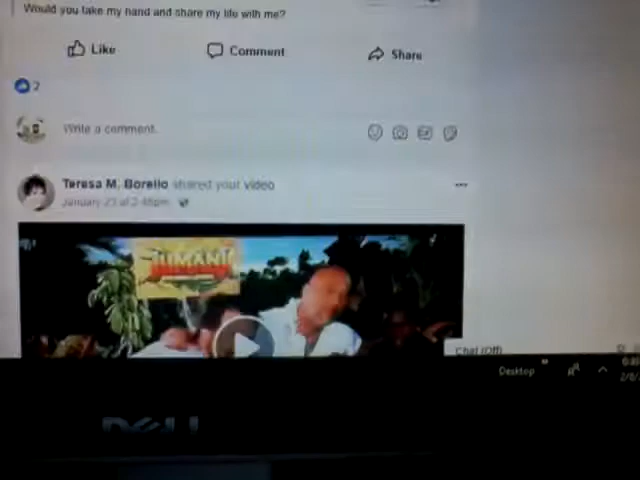 Would you take my hand and share my life with me?
Like Comment Share
2
Write a comment.
Teresa M. Borello shared your video
January 23 at 2:48pm
JUMANJI
Chat (Off)
Desktop
DELL